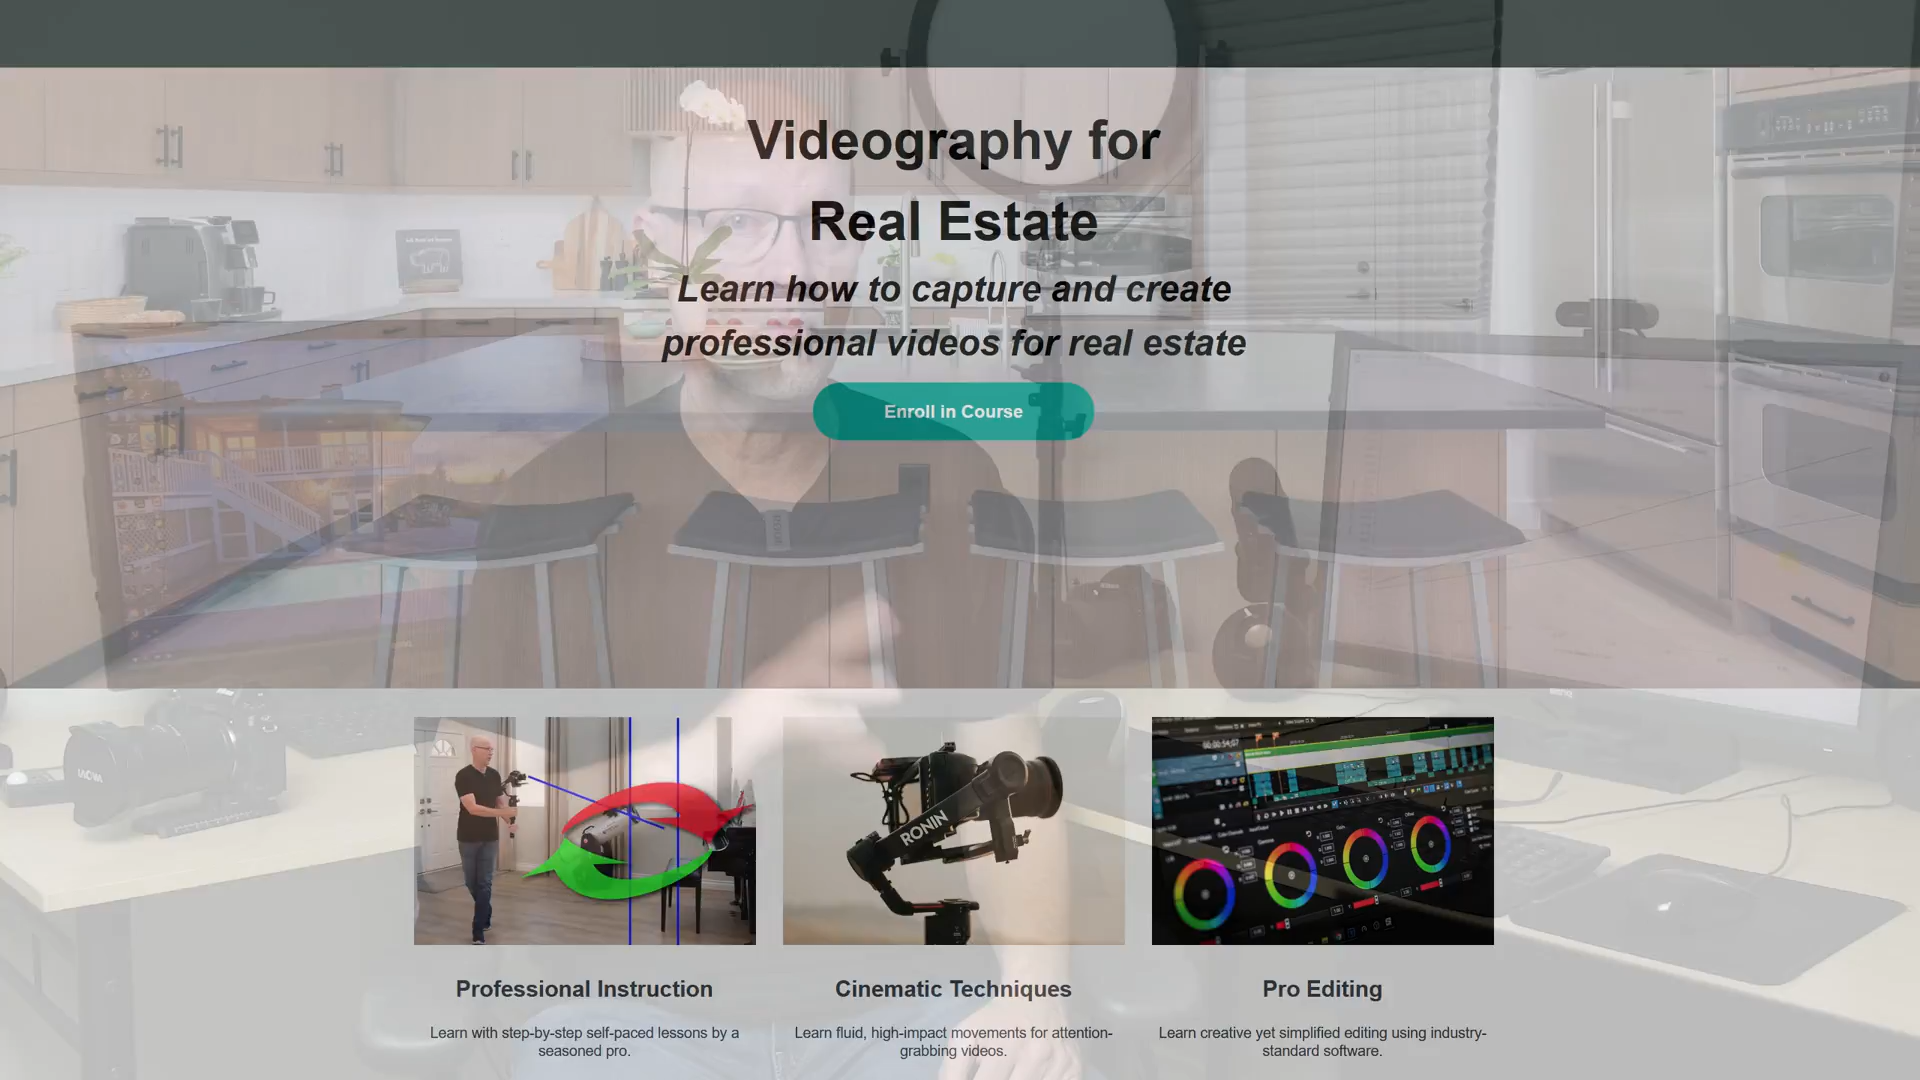 Videography for
Real Estate
Learn how to capture and create
professional videos for real estate
Enroll in Course
RONIN
Professional Instruction
Cinematic Techniques
Pro Editing
Learn with step-by-step self-paced lessons by a
seasoned pro.
Learn fluid, high-impact movements for attention-
grabbing videos.
Learn creative yet simplified editing using industry-
standard software.